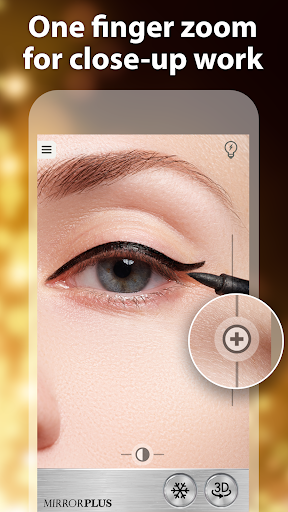 One finger zoom
for close-up work
3D
MIRRORPLUS